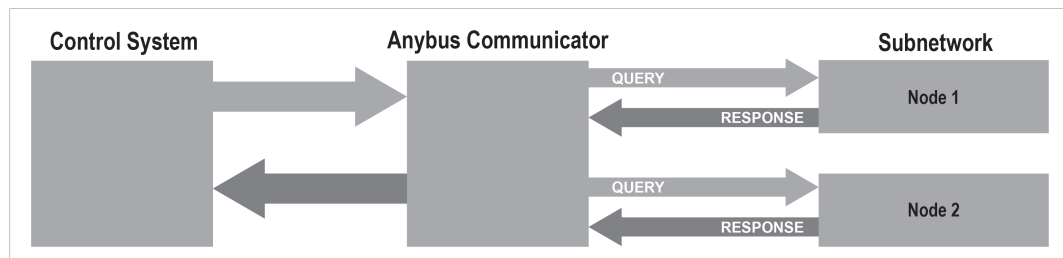 Control System
Anybus Communicator
Subnetwork
QUERY
Node 1
RESPONSE
QUERY
Node 2
RESPONSE